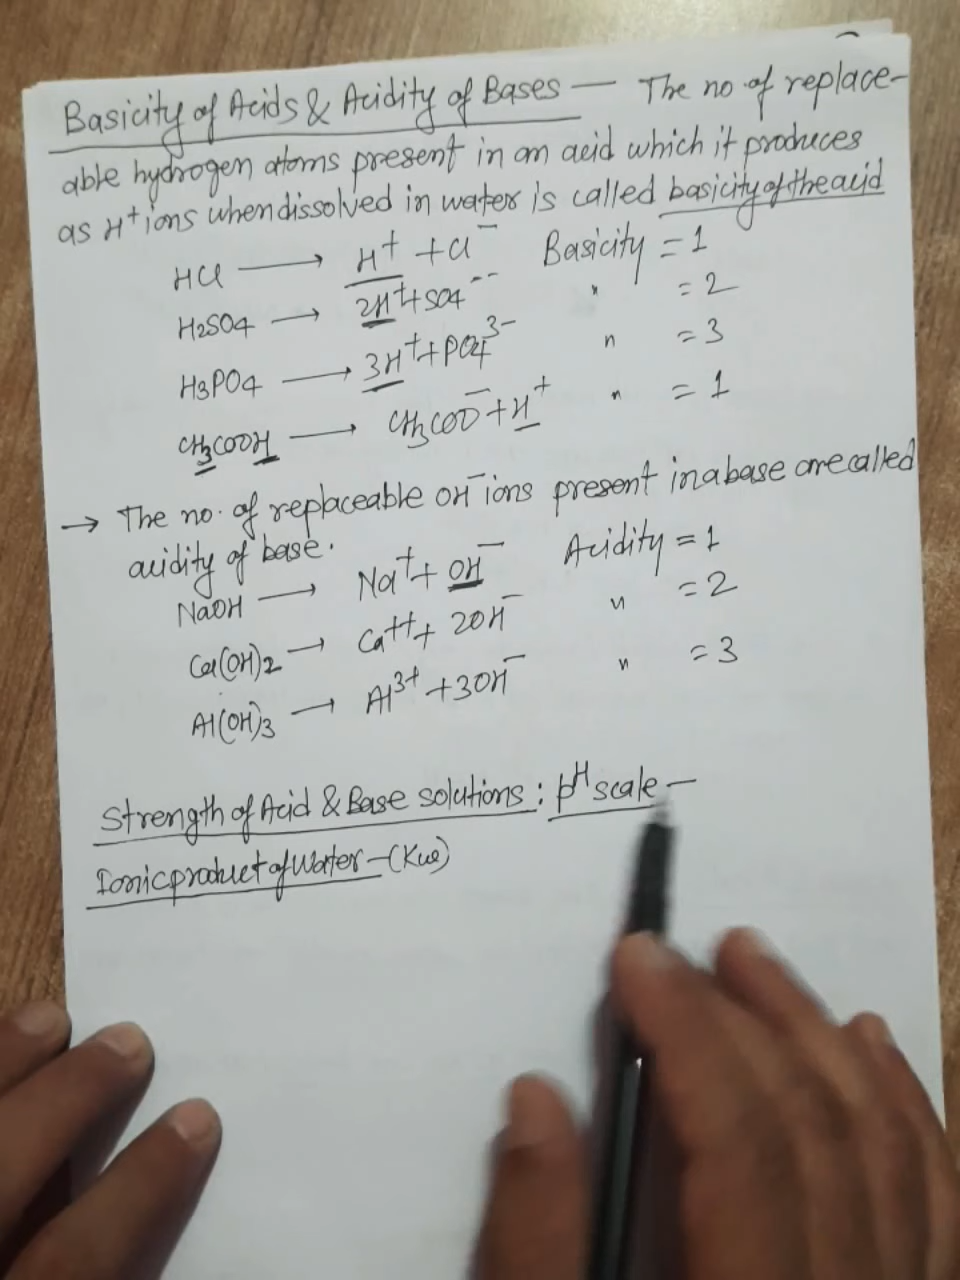 Basicity of Acids & Acidity of Bases — The no of replace-
able hydrogen atoms present in an acid which it produces
as H⁺ ions when dissolved in water is called basicity of the acid
HCl ⟶ H⁺ + Cl⁻ Basicity = 1
H2SO4 ⟶ 2H⁺ + SO4⁻⁻ " = 2
H3PO4 ⟶ 3H⁺ + PO4³⁻ " = 3
CH3COOH ⟶ CH3COO⁻ + H⁺ " = 1
→ The no. of replaceable OH⁻ ions present in a base are called
acidity of base.
NaOH ⟶ Na⁺ + OH⁻ Acidity = 1
Ca(OH)2 ⟶ Ca⁺⁺ + 2OH⁻ " = 2
Al(OH)3 ⟶ Al³⁺ + 3OH⁻ " = 3
Strength of Acid & Base solutions : pᴴ scale —
Ionic product of Water — (Kw)